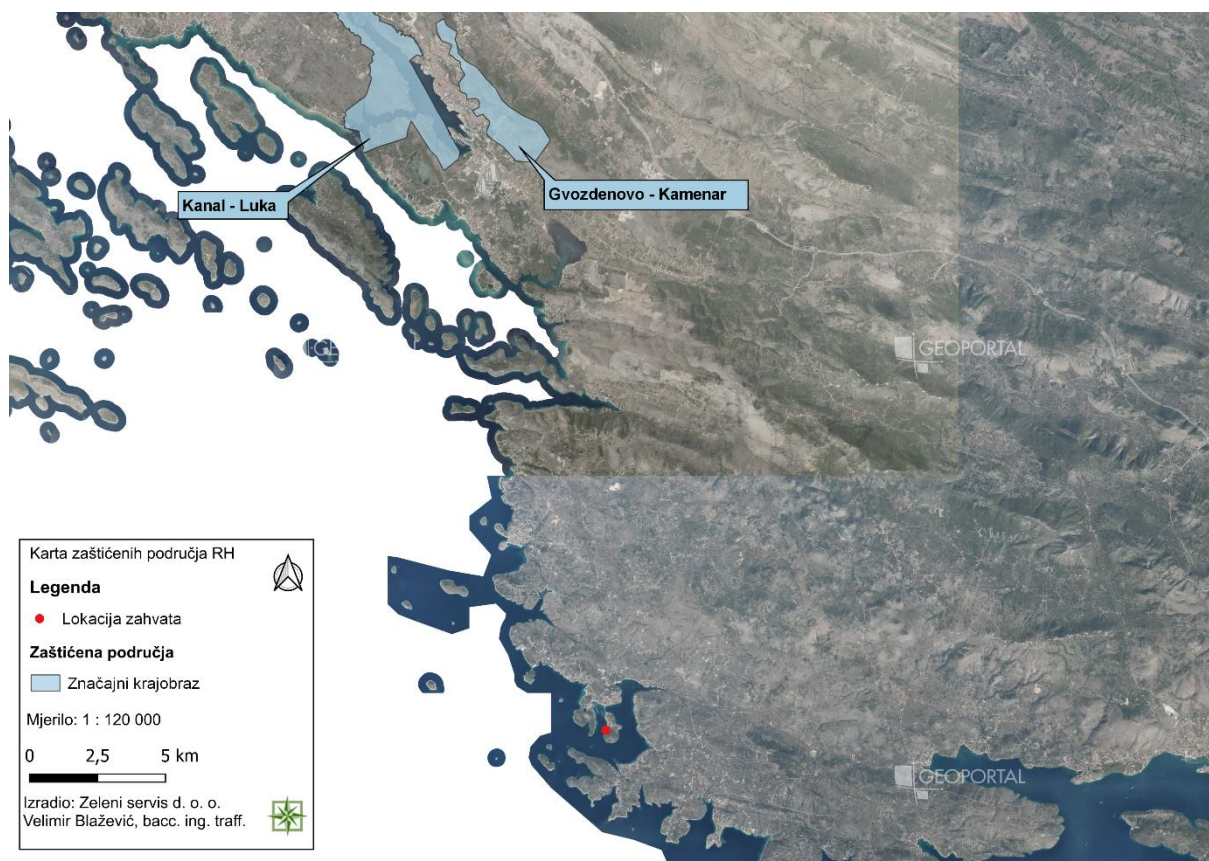 Kanal - Luka
Gvozdenovo - Kamenar
GEOPORTAL
Karta zaštićenih područja RH
Legenda
Lokacija zahvata
Zaštićena područja
Značajni krajobraz
Mjerilo: 1 : 120 000
0 2,5 5 km
Izradio: Zeleni servis d. o. o.
Velimir Blažević, bacc. ing. traff.
GEOPORTAL